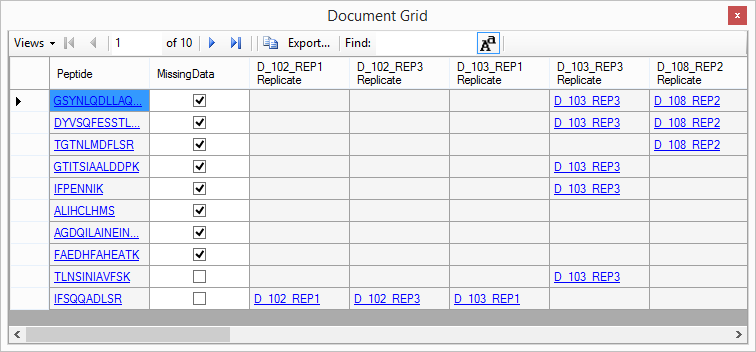 Document Grid
Views 1 of 10 Export... Find: Aa
Peptide MissingData D_102_REP1 Replicate D_102_REP3 Replicate D_103_REP1 Replicate D_103_REP3 Replicate D_108_REP2 Replicate
GSYNLQDLLAQ... D_103_REP3 D_108_REP2
DYVSQFESSTL... D_103_REP3 D_108_REP2
TGTNLMDFLSR D_108_REP2
GTITSIAALDDPK D_103_REP3
IFPENNIK D_103_REP3
ALIHCLHMS
AGDQILAINEIN...
FAEDHFAHEATK
TLNSINIAVFSK D_103_REP3
IFSQQADLSR D_102_REP1 D_102_REP3 D_103_REP1